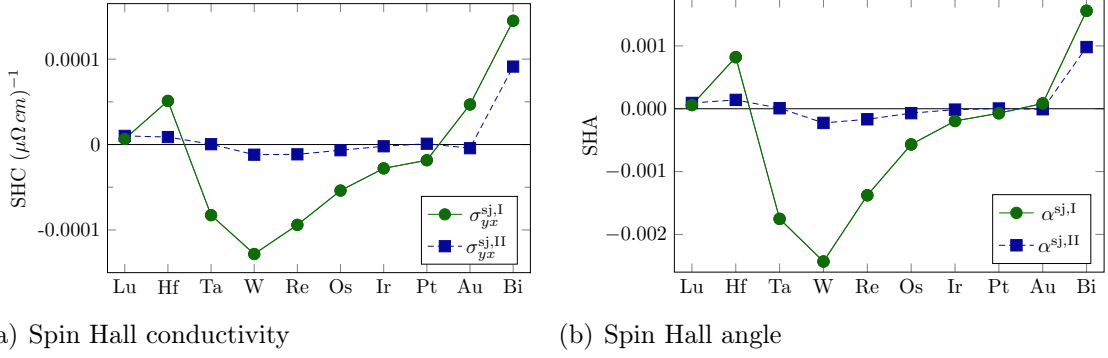 SHC (μΩ cm)⁻¹
0.0001
0
-0.0001
σ^{sj,I}_{yx}
σ^{sj,II}_{yx}
Lu Hf Ta W Re Os Ir Pt Au Bi
) Spin Hall conductivity
SHA
0.001
0.000
−0.001
−0.002
α^{sj,I}
α^{sj,II}
Lu Hf Ta W Re Os Ir Pt Au Bi
(b) Spin Hall angle